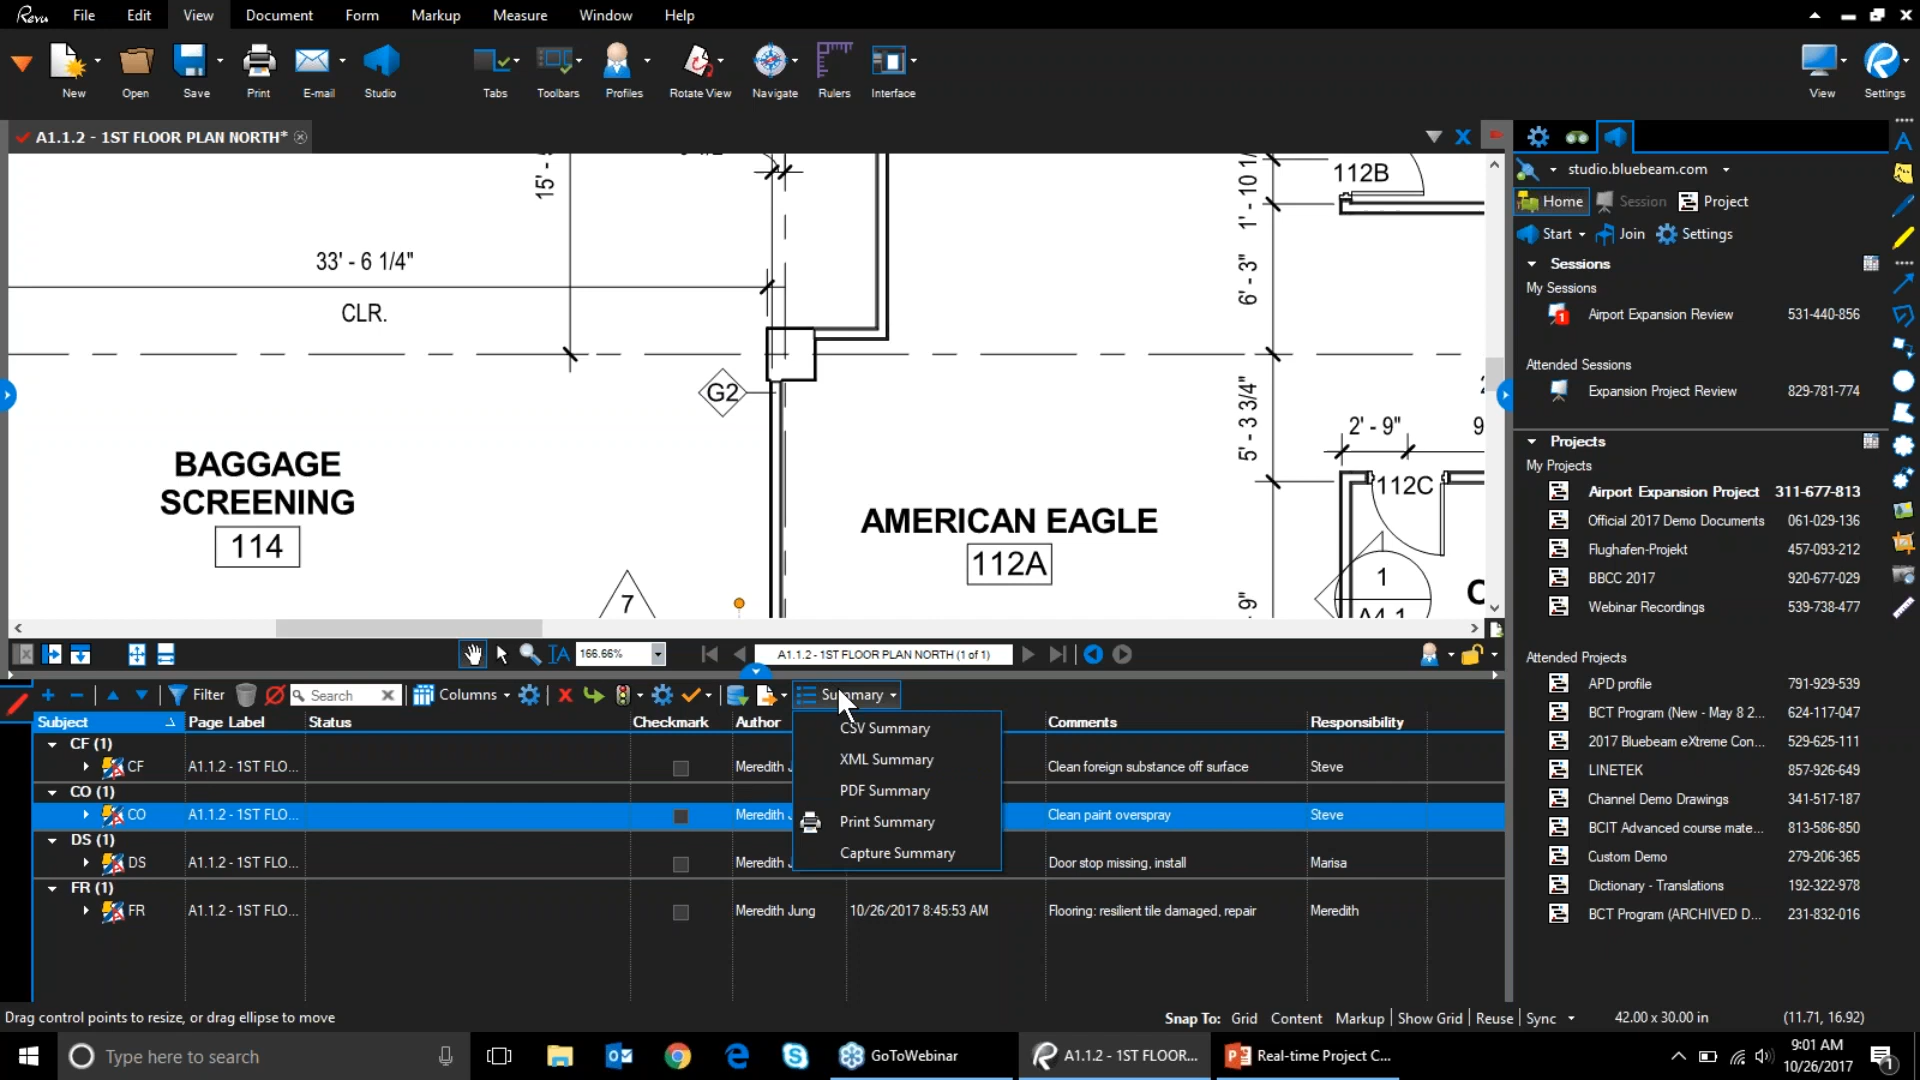 Revu File Edit View Document Form Markup Measure Window Help
New Open Save Print E-mail Studio Tabs Toolbars Profiles Rotate View Navigate Rulers Interface View Settings
A1.1.2 - 1ST FLOOR PLAN NORTH*
112B
33' - 6 1/4"
CLR.
1' - 10 1/
6' - 3"
G2
5' - 3 3/4"
2' - 9"
9
BAGGAGE
SCREENING
114
AMERICAN EAGLE
112A
112C
7
1
studio.bluebeam.com
Home Session Project
Start Join Settings
Sessions
My Sessions
Airport Expansion Review 531-440-856
Attended Sessions
Expansion Project Review 829-781-774
Projects
My Projects
Airport Expansion Project 311-677-813
Official 2017 Demo Documents 061-029-136
Flughafen-Projekt 457-093-212
BBCC 2017 920-677-029
Webinar Recordings 539-738-477
Attended Projects
APD profile 791-929-539
BCT Program (New - May 8 2... 624-117-047
2017 Bluebeam eXtreme Con... 529-625-111
LINETEK 857-926-649
Channel Demo Drawings 341-517-187
BCIT Advanced course mate... 813-586-850
Custom Demo 279-206-365
Dictionary - Translations 192-322-978
BCT Program (ARCHIVED D... 231-832-016
166.66% A1.1.2 - 1ST FLOOR PLAN NORTH (1 of 1)
Filter Search Columns Summary
Subject Page Label Status Checkmark Author Comments Responsibility
CF (1)
CF A1.1.2 - 1ST FLO... Meredith J Clean foreign substance off surface Steve
CO (1)
CO A1.1.2 - 1ST FLO... Meredith J Clean paint overspray Steve
DS (1)
DS A1.1.2 - 1ST FLO... Meredith J Door stop missing, install Marisa
FR (1)
FR A1.1.2 - 1ST FLO... Meredith Jung 10/26/2017 8:45:53 AM Flooring: resilient tile damaged, repair Meredith
CSV Summary
XML Summary
PDF Summary
Print Summary
Capture Summary
Drag control points to resize, or drag ellipse to move
Snap To: Grid Content Markup Show Grid Reuse Sync 42.00 x 30.00 in (11.71, 16.92)
Type here to search
GoToWebinar
A1.1.2 - 1ST FLOOR...
Real-time Project C...
9:01 AM
10/26/2017
1